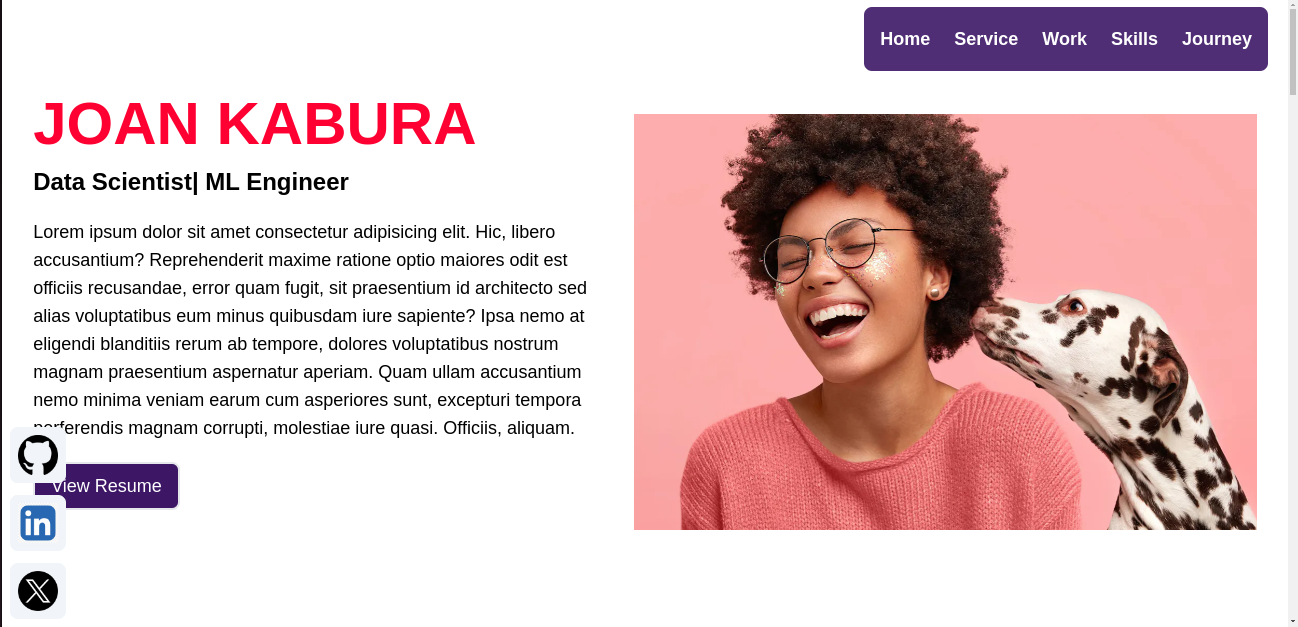 Home Service Work Skills Journey
JOAN KABURA
Data Scientist| ML Engineer
Lorem ipsum dolor sit amet consectetur adipisicing elit. Hic, libero
accusantium? Reprehenderit maxime ratione optio maiores odit est
officiis recusandae, error quam fugit, sit praesentium id architecto sed
alias voluptatibus eum minus quibusdam iure sapiente? Ipsa nemo at
eligendi blanditiis rerum ab tempore, dolores voluptatibus nostrum
magnam praesentium aspernatur aperiam. Quam ullam accusantium
nemo minima veniam earum cum asperiores sunt, excepturi tempora
perferendis magnam corrupti, molestiae iure quasi. Officiis, aliquam.
View Resume
in